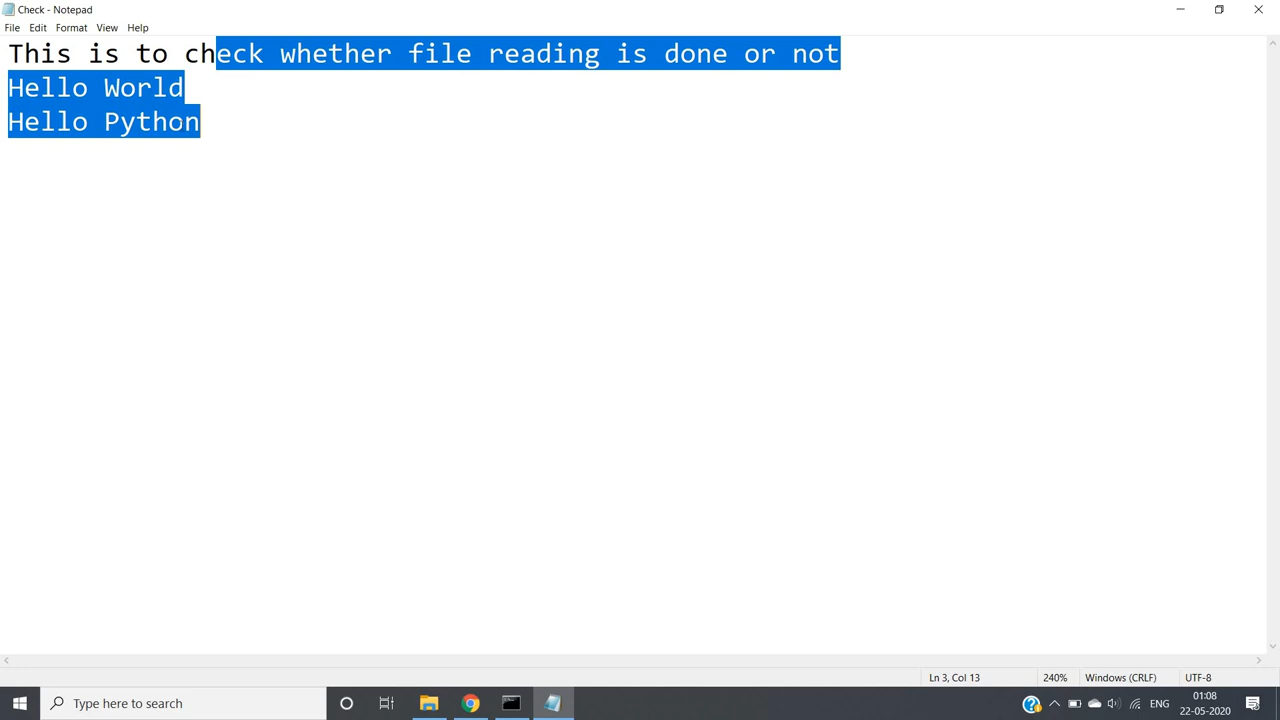 Check - Notepad
File Edit Format View Help
This is to check whether file reading is done or not
Hello World
Hello Python
Ln 3, Col 13 240% Windows (CRLF) UTF-8
Type here to search
ENG
01:08
22-05-2020